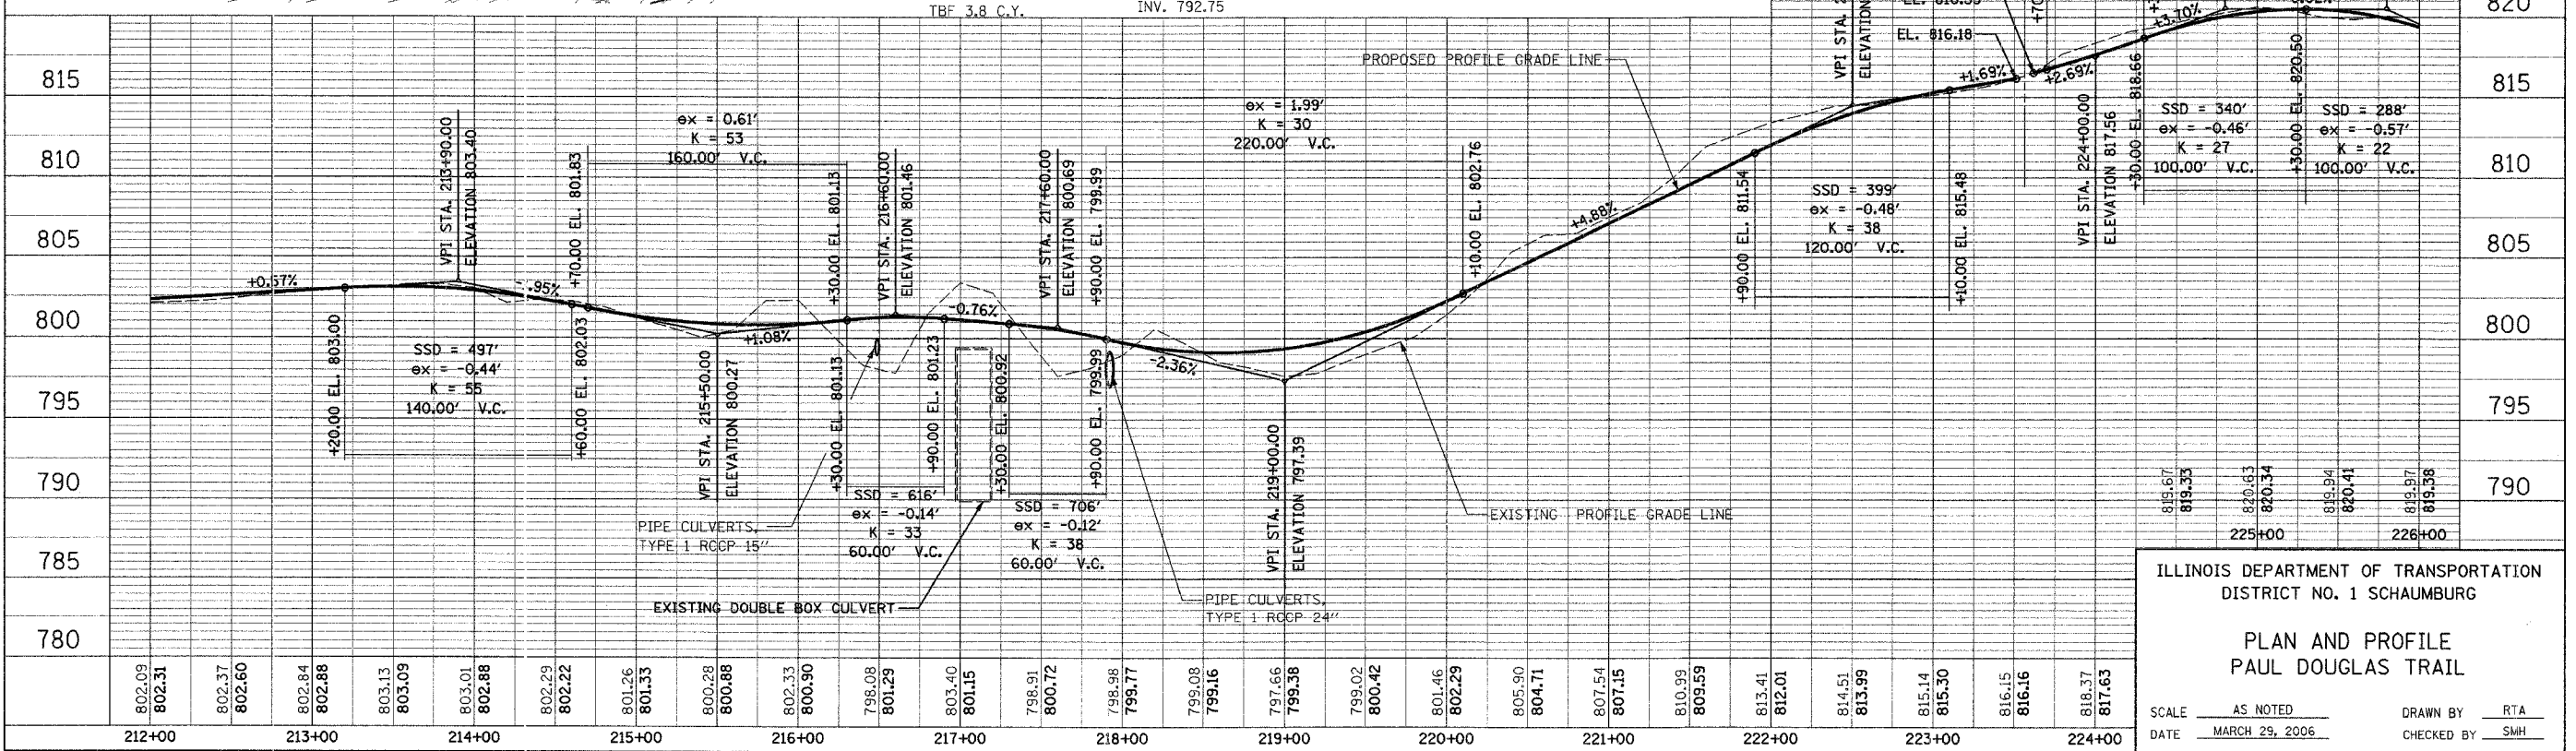 TBF 3.8 C.Y.
INV. 792.75
820
815
810
805
800
795
790
785
780
820
815
810
805
800
795
790
+0.57%
+20.00 EL. 803.00
SSD = 497'
ex = -0.44'
K = 55
140.00' V.C.
VPI STA. 213+90.00
ELEVATION 803.40
-.95%
+60.00 EL. 802.03
+70.00 EL. 801.83
ex = 0.61'
K = 53
160.00' V.C.
VPI STA. 215+50.00
ELEVATION 800.27
+1.08%
+30.00 EL. 801.13
+30.00 EL. 801.13
VPI STA. 216+60.00
ELEVATION 801.46
SSD = 616'
ex = -0.14'
K = 33
60.00' V.C.
+90.00 EL. 801.23
-0.76%
+30.00 EL. 800.92
VPI STA. 217+60.00
ELEVATION 800.69
SSD = 706'
ex = -0.12'
K = 38
60.00' V.C.
+90.00 EL. 799.99
+90.00 EL. 799.99
-2.36%
PIPE CULVERTS,
TYPE 1 RCCP 15"
EXISTING DOUBLE BOX CULVERT
PIPE CULVERTS,
TYPE 1 RCCP 24"
ex = 1.99'
K = 30
220.00' V.C.
VPI STA. 219+00.00
ELEVATION 797.39
+10.00 EL. 802.76
EXISTING PROFILE GRADE LINE
PROPOSED PROFILE GRADE LINE
+4.88%
+90.00 EL. 811.54
SSD = 399'
ex = -0.48'
K = 38
120.00' V.C.
+10.00 EL. 815.48
VPI STA.
ELEVATION
EL. 816.18
+1.69%
+2.69%
VPI STA. 224+00.00
ELEVATION 817.56
+3.70%
+30.00 EL. 818.66
SSD = 340'
ex = -0.46'
K = 27
100.00' V.C.
+30.00 EL. 820.50
SSD = 288'
ex = -0.57'
K = 22
100.00' V.C.
819.67 819.33
820.63 820.34
819.94 820.41
819.97 819.38
225+00 226+00
802.09 802.31
802.37 802.60
802.84 802.88
803.13 803.09
803.01 802.88
802.29 802.22
801.26 801.33
800.28 800.88
802.33 800.90
798.08 801.29
803.40 801.15
798.91 800.72
798.98 799.77
799.08 799.16
797.66 799.38
799.02 800.42
801.46 802.29
805.90 804.71
807.54 807.15
810.99 809.59
813.41 812.01
814.51 813.99
815.14 815.30
816.15 816.16
818.37 817.63
212+00 213+00 214+00 215+00 216+00 217+00 218+00 219+00 220+00 221+00 222+00 223+00 224+00
ILLINOIS DEPARTMENT OF TRANSPORTATION
DISTRICT NO. 1 SCHAUMBURG
PLAN AND PROFILE
PAUL DOUGLAS TRAIL
SCALE AS NOTED DRAWN BY RTA
DATE MARCH 29, 2006 CHECKED BY SMH